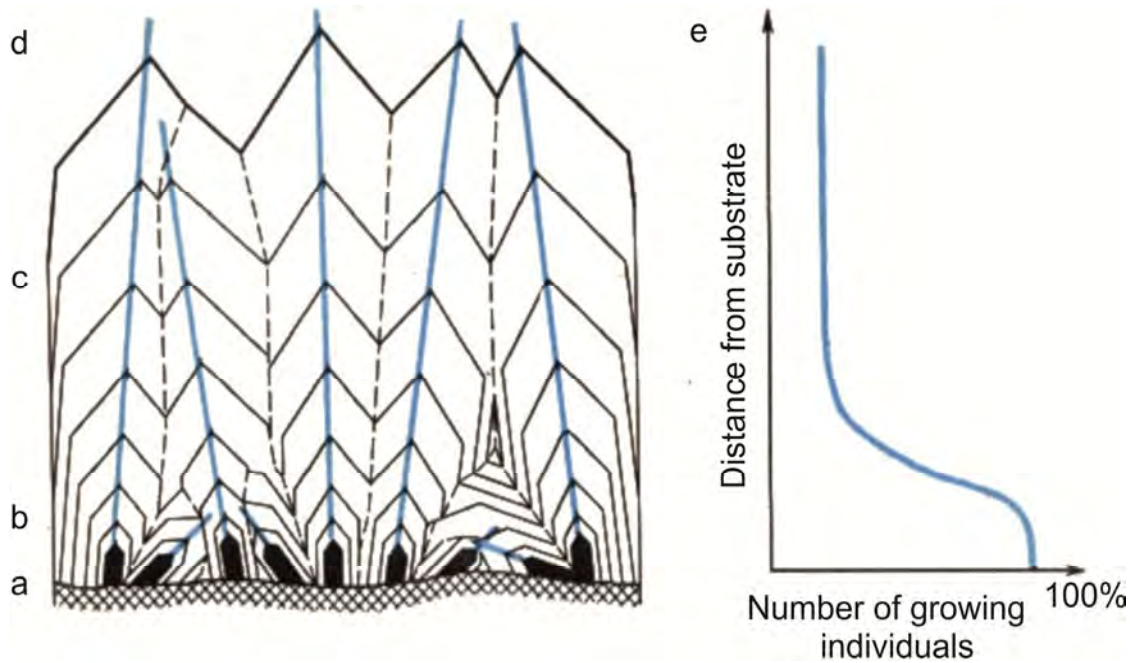 d
c
b
a
e
Distance from substrate
100%
Number of growing
individuals